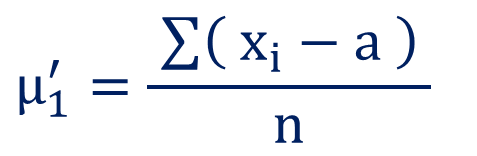 μ′₁ = ∑( xᵢ − a ) / n